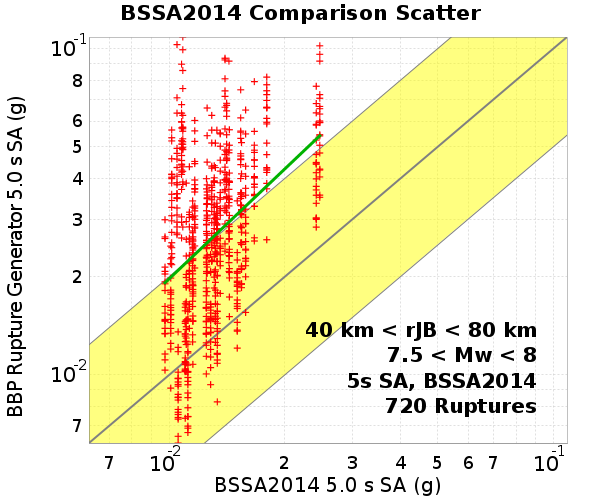 BSSA2014 Comparison Scatter
BBP Rupture Generator 5.0 s SA (g)
10-1
8
6
5
4
3
2
10-2
7
40 km < rJB < 80 km
7.5 < Mw < 8
5s SA, BSSA2014
720 Ruptures
7 10-2 2 3 4 5 6 7 10-1
BSSA2014 5.0 s SA (g)